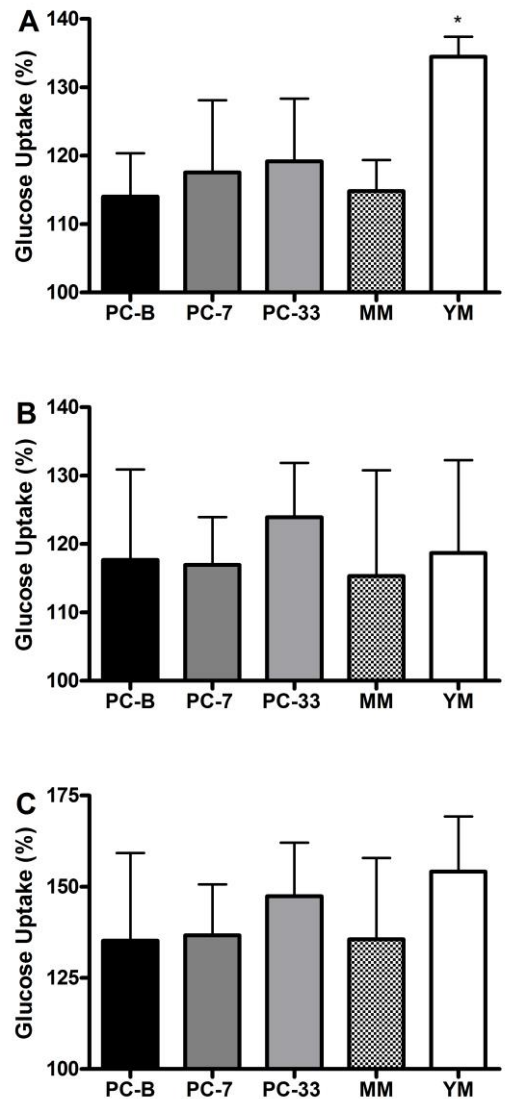 A
*
Glucose Uptake (%)
140
130
120
110
100
PC-B PC-7 PC-33 MM YM
B
Glucose Uptake (%)
140
130
120
110
100
PC-B PC-7 PC-33 MM YM
C
Glucose Uptake (%)
175
150
125
100
PC-B PC-7 PC-33 MM YM